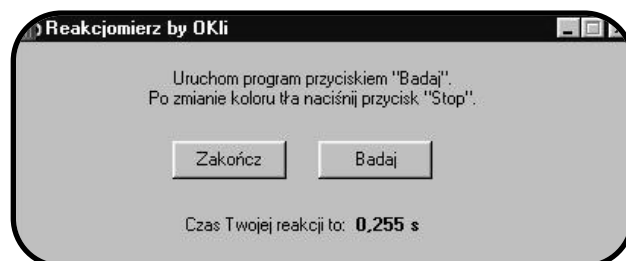 Reakcjomierz by OKIi
Uruchom program przyciskiem "Badaj".
Po zmianie koloru tła naciśnij przycisk "Stop".
Zakończ Badaj
Czas Twojej reakcji to: 0,255 s